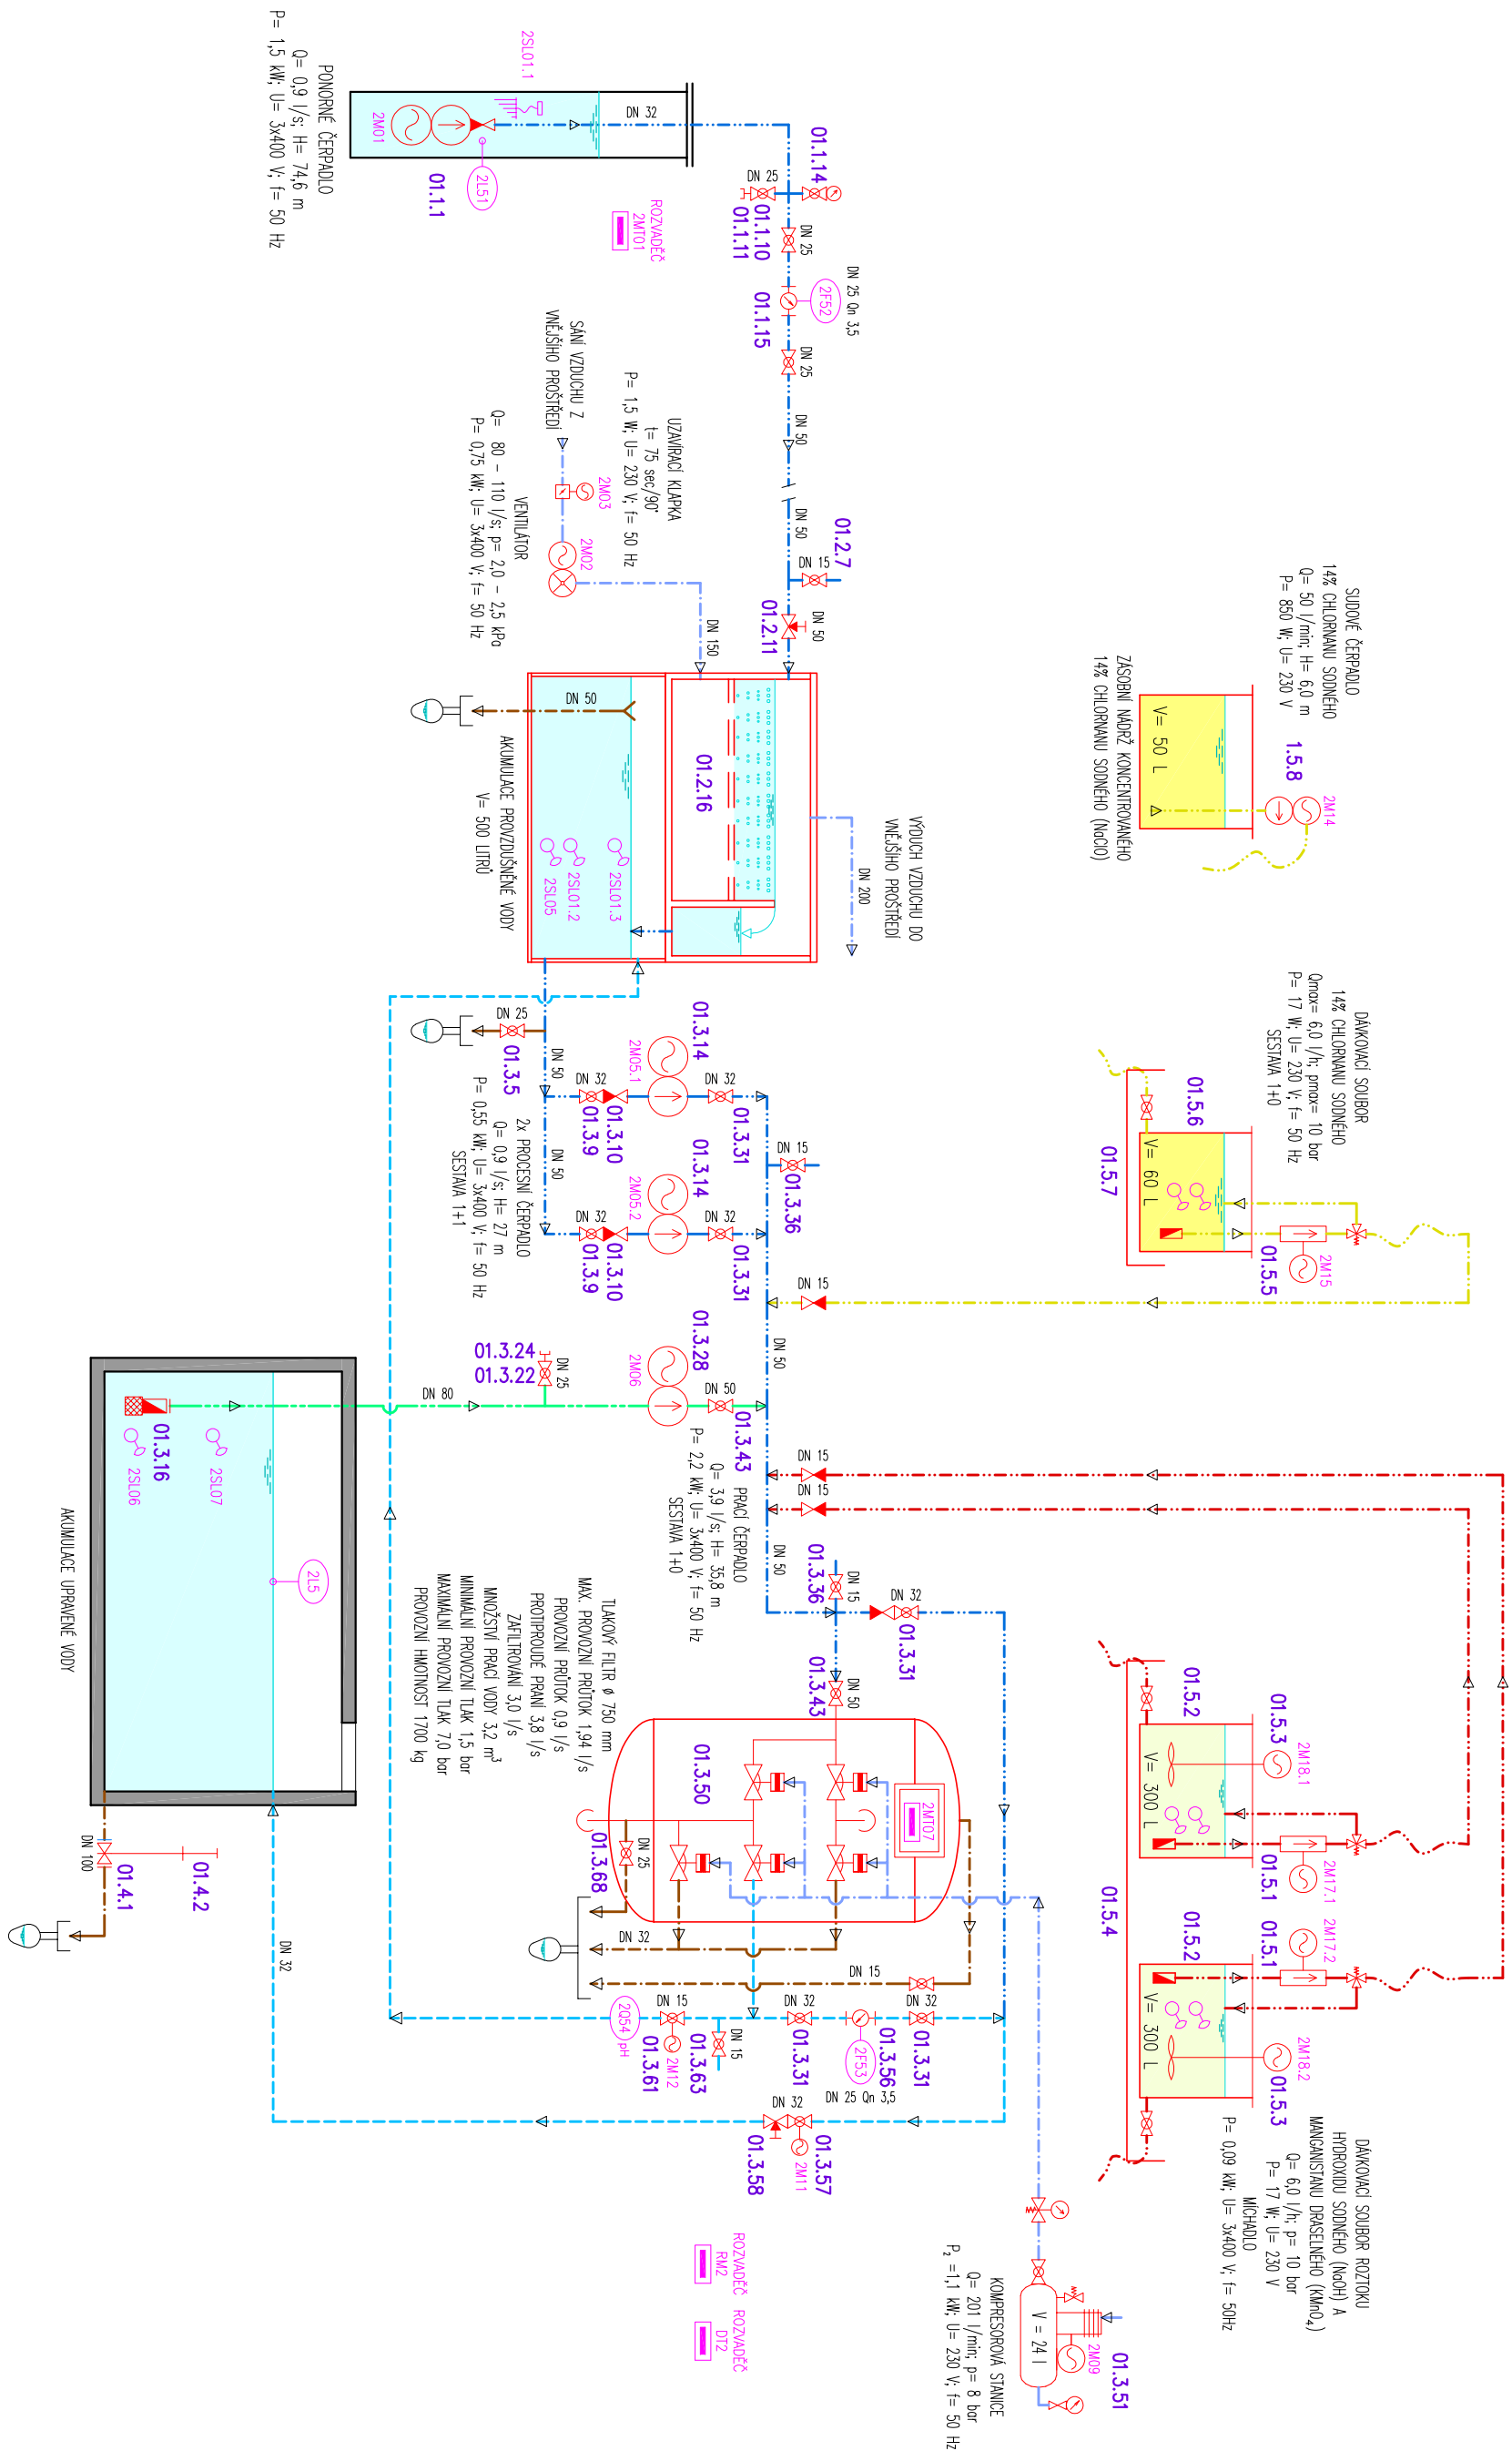 PONORNÉ ČERPADLO
Q= 0,9 l/s; H= 74,6 m
P= 1,5 kW; U= 3x400 V; f= 50 Hz
2SL01.1
2M01
2L51
01.1.1
DN 32
ROZVADĚČ
2MT01
01.1.14
DN 25
01.1.10
01.1.11
DN 25
DN 25 Qn 3,5
2F52
01.1.15
DN 25
DN 50
DN 50
01.2.7
DN 15
01.2.11
DN 50
SÁNÍ VZDUCHU Z
VNĚJŠÍHO PROŠTŘEDÍ
UZAVÍRACÍ KLAPKA
t= 75 sec/90°
P= 1,5 W; U= 230 V; f= 50 Hz
2M03
2M02
VENTILÁTOR
Q= 80 - 110 l/s; p= 2,0 - 2,5 kPa
P= 0,75 kW; U= 3x400 V; f= 50 Hz
DN 150
DN 50
01.2.16
2SL01.3
2SL01.2
2SL05
AKUMULACE PROVZDUŠNĚNÉ VODY
V= 500 LITRŮ
VÝDUCH VZDUCHU DO
VNĚJŠÍHO PROŠTŘEDÍ
DN 200
SUDOVÉ ČERPADLO
14% CHLORNANU SODNÉHO
Q= 50 l/min; H= 6,0 m
P= 850 W; U= 230 V
1.5.8
2M14
V= 50 L
ZÁSOBNÍ NÁDRŽ KONCENTROVANÉHO
14% CHLORNANU SODNÉHO (NaClO)
DÁVKOVACÍ SOUBOR
14% CHLORNANU SODNÉHO
Qmax= 6,0 l/h; pmax= 10 bar
P= 17 W; U= 230 V; f= 50 Hz
SESTAVA 1+0
01.5.6
V= 60 L
01.5.7
01.5.5
2M15
DN 25
01.3.5
DN 50
DN 32
01.3.9
01.3.10
2M05.1
01.3.14
DN 32
01.3.31
DN 50
2x PROCESNÍ ČERPADLO
Q= 0,9 l/s; H= 27 m
P= 0,55 kW; U= 3x400 V; f= 50 Hz
SESTAVA 1+1
DN 15
01.3.36
DN 32
01.3.9
01.3.10
2M05.2
01.3.14
DN 32
01.3.31
DN 15
DN 50
01.3.24
01.3.22
DN 25
2M06
01.3.28
DN 50
01.3.43
DN 80
PRACÍ ČERPADLO
Q= 3,9 l/s; H= 35,8 m
P= 2,2 kW; U= 3x400 V; f= 50 Hz
SESTAVA 1+0
01.3.16
2SL06
2SL07
2L5
AKUMULACE UPRAVENÉ VODY
DN 15
DN 15
DN 50
01.3.36
DN 15
DN 32
01.3.31
DN 50
01.3.43
TLAKOVÝ FILTR ø 750 mm
MAX. PROVOZNÍ PRŮTOK 1,94 l/s
PROVOZNÍ PRŮTOK 0,9 l/s
PROTIPROUDÉ PRANÍ 3,8 l/s
ZAFILTROVÁNÍ 3,0 l/s
MNOŽSTVÍ PRACÍ VODY 3,2 m³
MINIMÁLNÍ PROVOZNÍ TLAK 1,5 bar
MAXIMÁLNÍ PROVOZNÍ TLAK 7,0 bar
PROVOZNÍ HMOTNOST 1700 kg
01.3.50
2MT07
DN 25
01.3.68
DN 32
DN 15
DN 100
01.4.1
01.4.2
DN 32
2Q54
pH
DN 15
2M12
01.3.61
01.3.63
DN 15
DN 32
01.3.31
2F53
01.3.56
DN 25 Qn 3,5
DN 32
01.3.31
DN 32
2M11
01.3.57
01.3.58
01.5.2
01.5.3
2M18.1
V= 300 L
01.5.1
2M17.1
01.5.4
01.5.2
01.5.1
2M17.2
V= 300 L
2M18.2
01.5.3
DÁVKOVACÍ SOUBOR ROZTOKU
HYDROXIDU SODNÉHO (NaOH) A
MANGANISTANU DRASELNÉHO (KMnO₄)
Q= 6,0 l/h; p= 10 bar
P= 17 W; U= 230 V
MÍCHADLO
P= 0,09 kW; U= 3x400 V; f= 50Hz
ROZVADĚČ
RM2
ROZVADĚČ
DT2
KOMPRESOROVÁ STANICE
Q= 201 l/min; p= 8 bar
P₂ =1,1 kW; U= 230 V; f= 50 Hz
V = 24 l
2M09
01.3.51